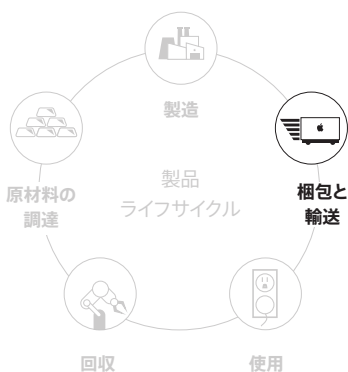 製造
原材料の
調達
製品
ライフサイクル
梱包と
輸送
回収
使用